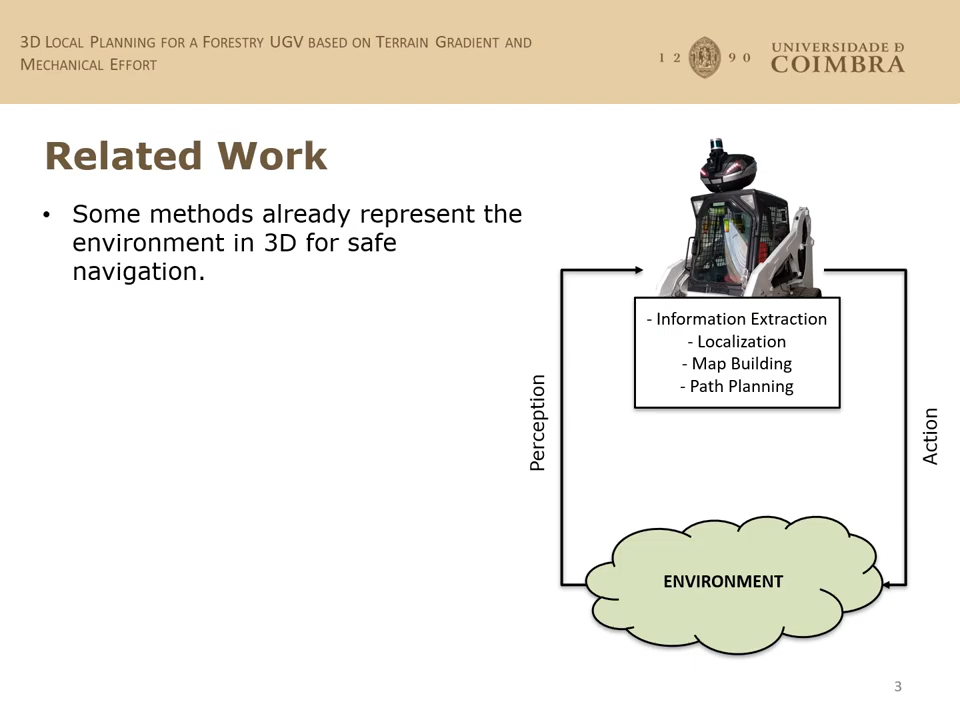 3D Local Planning for a Forestry UGV based on Terrain Gradient and
Mechanical Effort
1 2 9 0
UNIVERSIDADE Ð
COIMBRA
Related Work
• Some methods already represent the
environment in 3D for safe
navigation.
- Information Extraction
- Localization
- Map Building
- Path Planning
Perception
Action
ENVIRONMENT
3